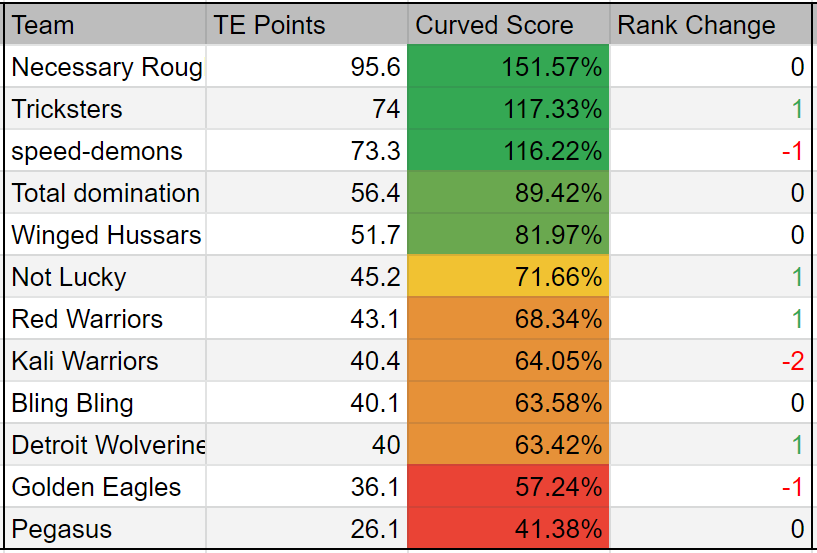 Team TE Points Curved Score Rank Change
Necessary Roug 95.6 151.57% 0
Tricksters 74 117.33% 1
speed-demons 73.3 116.22% -1
Total domination 56.4 89.42% 0
Winged Hussars 51.7 81.97% 0
Not Lucky 45.2 71.66% 1
Red Warriors 43.1 68.34% 1
Kali Warriors 40.4 64.05% -2
Bling Bling 40.1 63.58% 0
Detroit Wolverine 40 63.42% 1
Golden Eagles 36.1 57.24% -1
Pegasus 26.1 41.38% 0